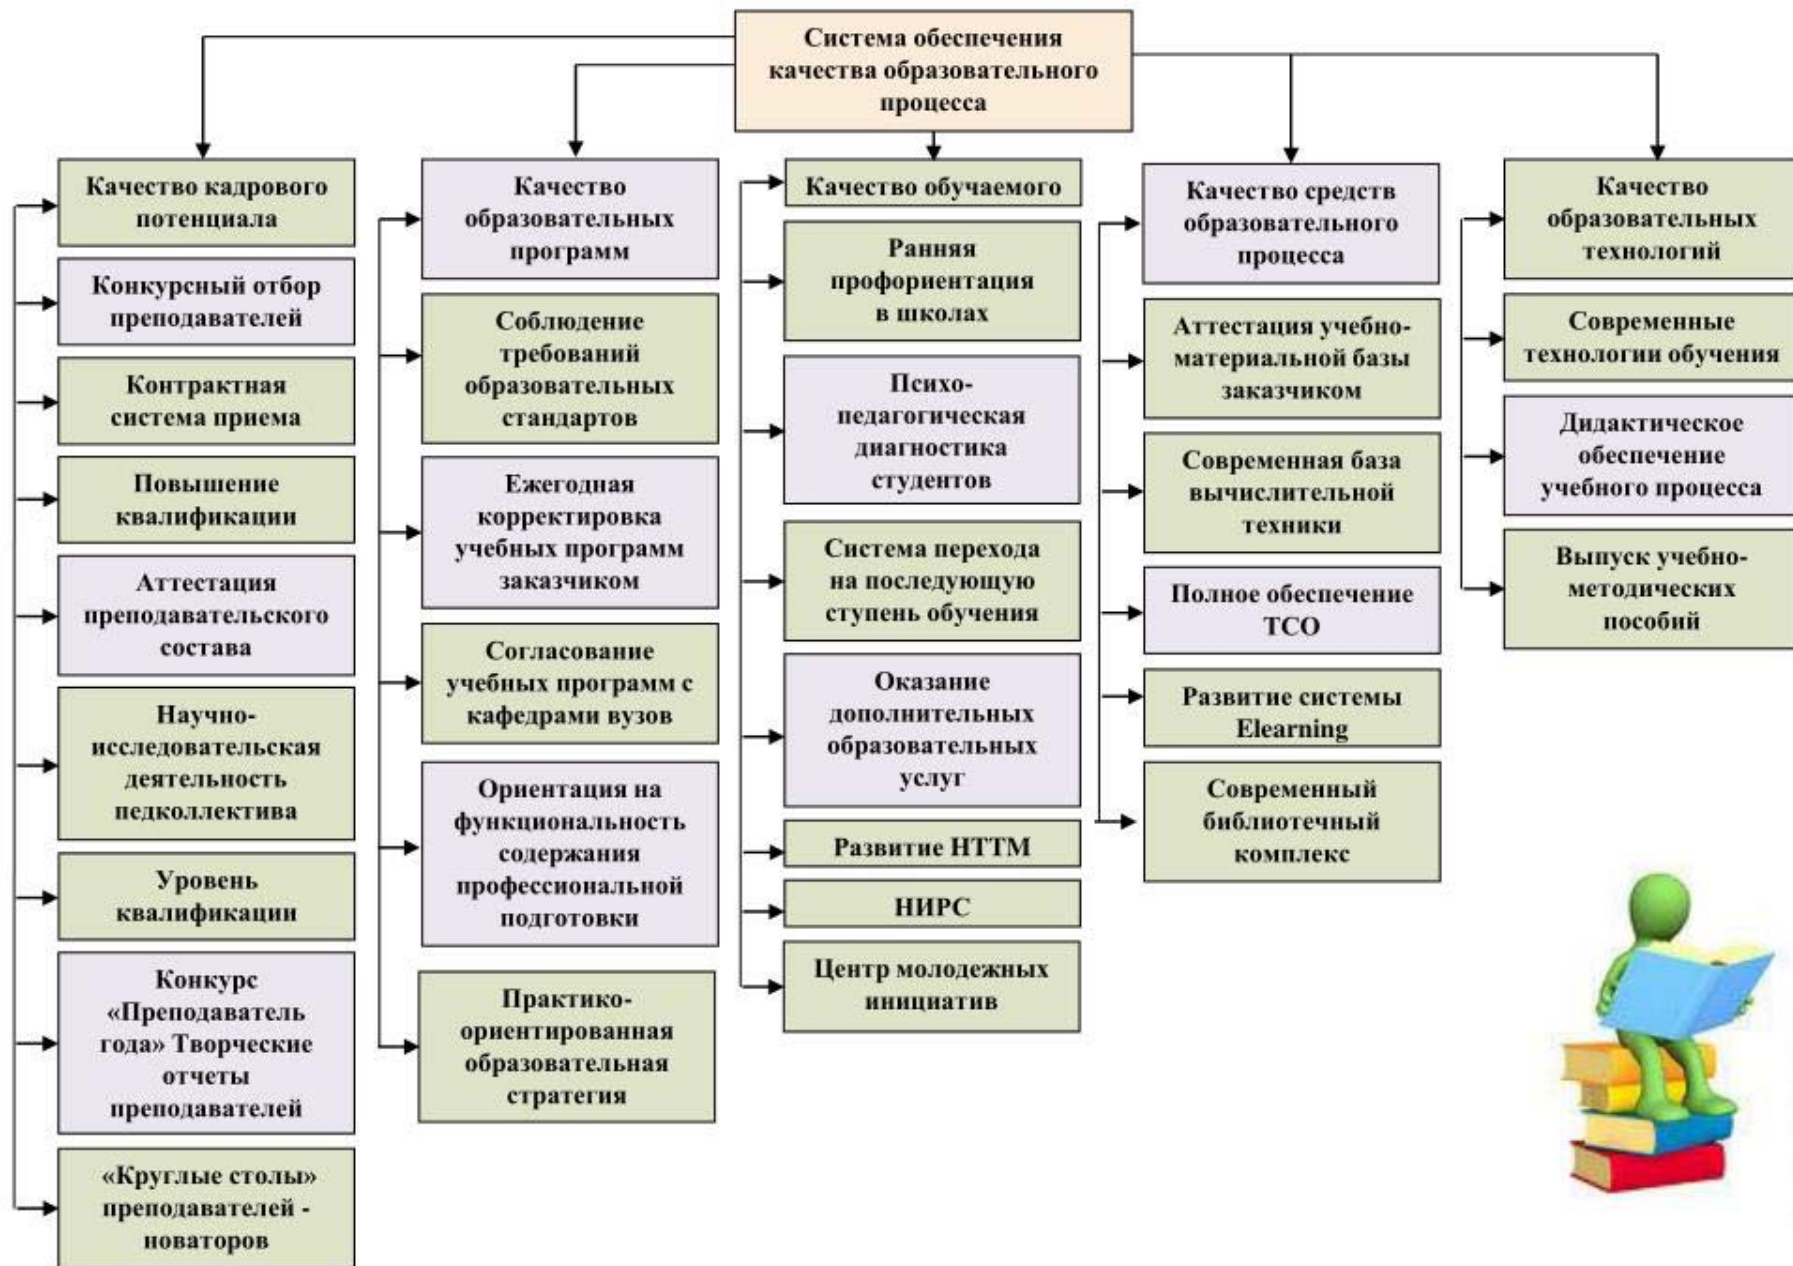 Система обеспечения
качества образовательного
процесса
Качество кадрового
потенциала
Конкурсный отбор
преподавателей
Контрактная
система приема
Повышение
квалификации
Аттестация
преподавательского
состава
Научно-
исследовательская
деятельность
педколлектива
Уровень
квалификации
Конкурс
«Преподаватель
года» Творческие
отчеты
преподавателей
«Круглые столы»
преподавателей -
новаторов
Качество
образовательных
программ
Соблюдение
требований
образовательных
стандартов
Ежегодная
корректировка
учебных программ
заказчиком
Согласование
учебных программ с
кафедрами вузов
Ориентация на
функциональность
содержания
профессиональной
подготовки
Практико-
ориентированная
образовательная
стратегия
Качество обучаемого
Ранняя
профориентация
в школах
Психо-
педагогическая
диагностика
студентов
Система перехода
на последующую
ступень обучения
Оказание
дополнительных
образовательных
услуг
Развитие НТТМ
НИРС
Центр молодежных
инициатив
Качество средств
образовательного
процесса
Аттестация учебно-
материальной базы
заказчиком
Современная база
вычислительной
техники
Полное обеспечение
ТСО
Развитие системы
Elearning
Современный
библиотечный
комплекс
Качество
образовательных
технологий
Современные
технологии обучения
Дидактическое
обеспечение
учебного процесса
Выпуск учебно-
методических
пособий